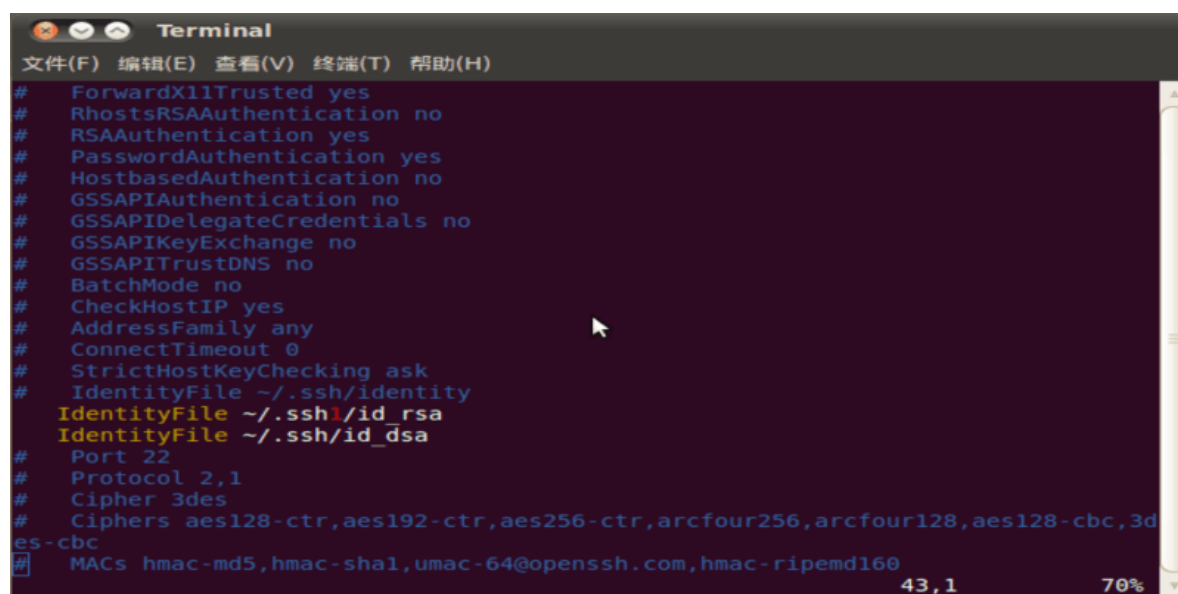 Terminal
文件(F) 编辑(E) 查看(V) 终端(T) 帮助(H)
#   ForwardX11Trusted yes
#   RhostsRSAAuthentication no
#   RSAAuthentication yes
#   PasswordAuthentication yes
#   HostbasedAuthentication no
#   GSSAPIAuthentication no
#   GSSAPIDelegateCredentials no
#   GSSAPIKeyExchange no
#   GSSAPITrustDNS no
#   BatchMode no
#   CheckHostIP yes
#   AddressFamily any
#   ConnectTimeout 0
#   StrictHostKeyChecking ask
#   IdentityFile ~/.ssh/identity
   IdentityFile ~/.ssh1/id_rsa
   IdentityFile ~/.ssh/id_dsa
#   Port 22
#   Protocol 2,1
#   Cipher 3des
#   Ciphers aes128-ctr,aes192-ctr,aes256-ctr,arcfour256,arcfour128,aes128-cbc,3d
es-cbc
#   MACs hmac-md5,hmac-sha1,umac-64@openssh.com,hmac-ripemd160
43,1 70%